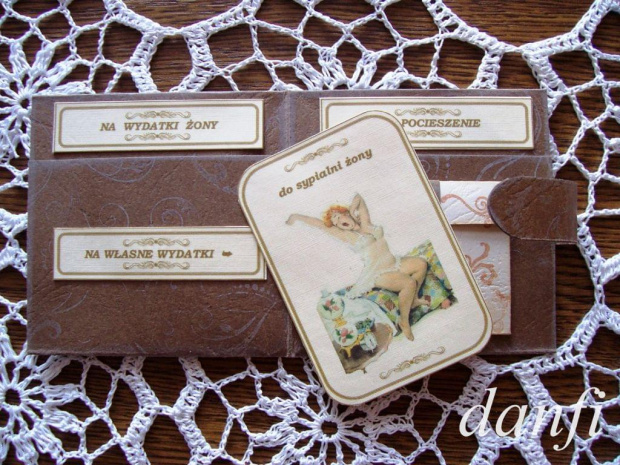 NA WYDATKI ŻONY
POCIESZENIE
do sypialni żony
NA WŁASNE WYDATKI
danfi